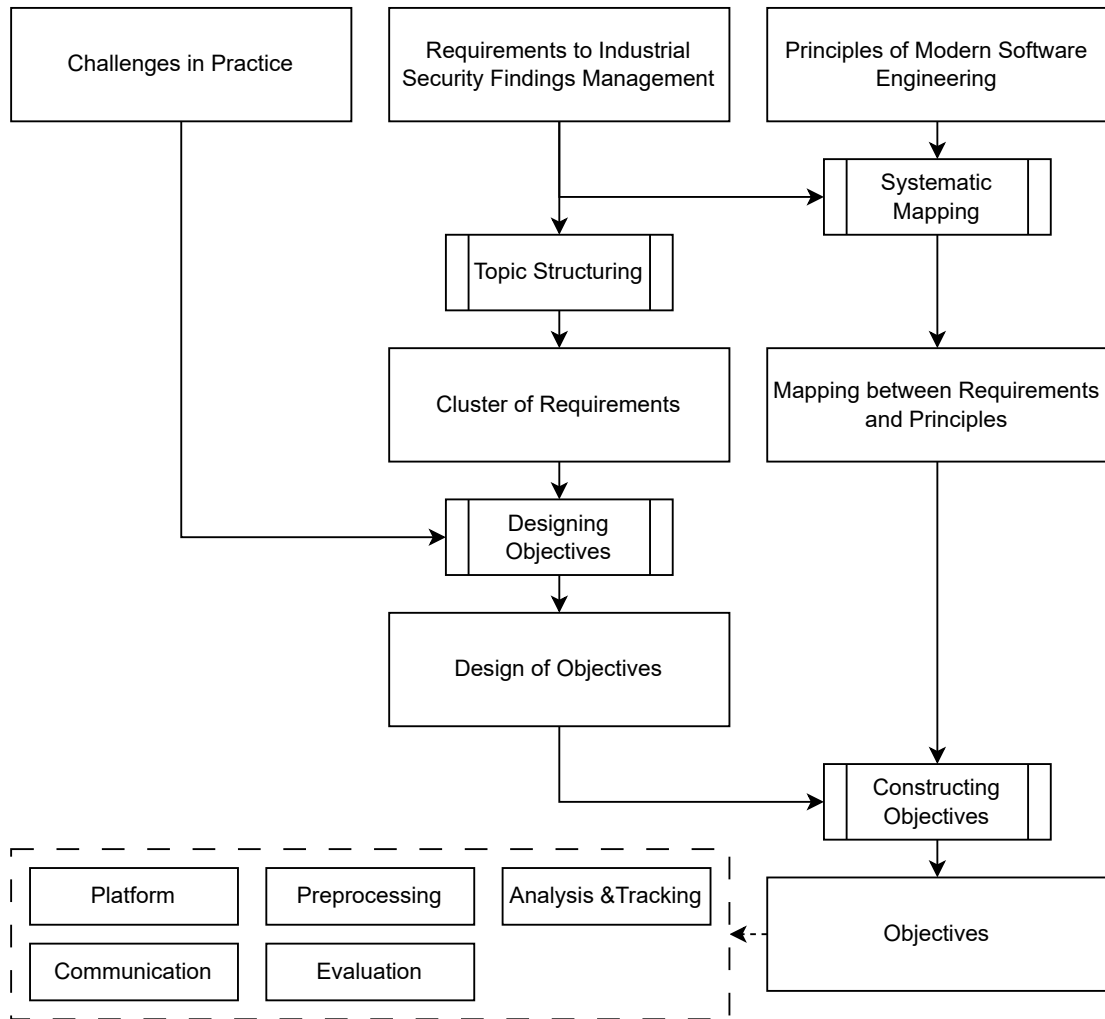 Challenges in Practice
Requirements to Industrial
Security Findings Management
Principles of Modern Software
Engineering
Systematic
Mapping
Topic Structuring
Cluster of Requirements
Mapping between Requirements
and Principles
Designing
Objectives
Design of Objectives
Constructing
Objectives
Platform
Preprocessing
Analysis &Tracking
Communication
Evaluation
Objectives